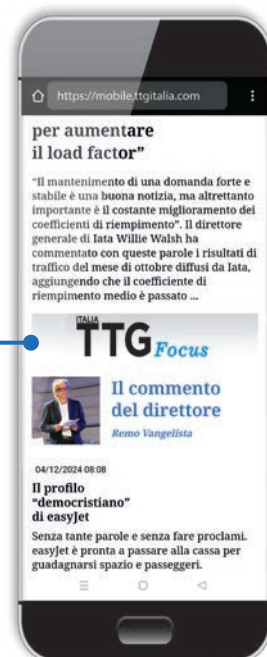 https://mobile.ttgitalia.com
per aumentare
il load factor”
“Il mantenimento di una domanda forte e
stabile è una buona notizia, ma altrettanto
importante è il costante miglioramento dei
coefficienti di riempimento”. Il direttore
generale di Iata Willie Walsh ha
commentato con queste parole i risultati di
traffico del mese di ottobre diffusi da Iata,
aggiungendo che il coefficiente di
riempimento medio è passato ...
ITALIA
TTG Focus
Il commento
del direttore
Remo Vangelista
04/12/2024 08:08
Il profilo
“democristiano”
di easyJet
Senza tante parole e senza fare proclami.
easyJet è pronta a passare alla cassa per
guadagnarsi spazio e passeggeri.